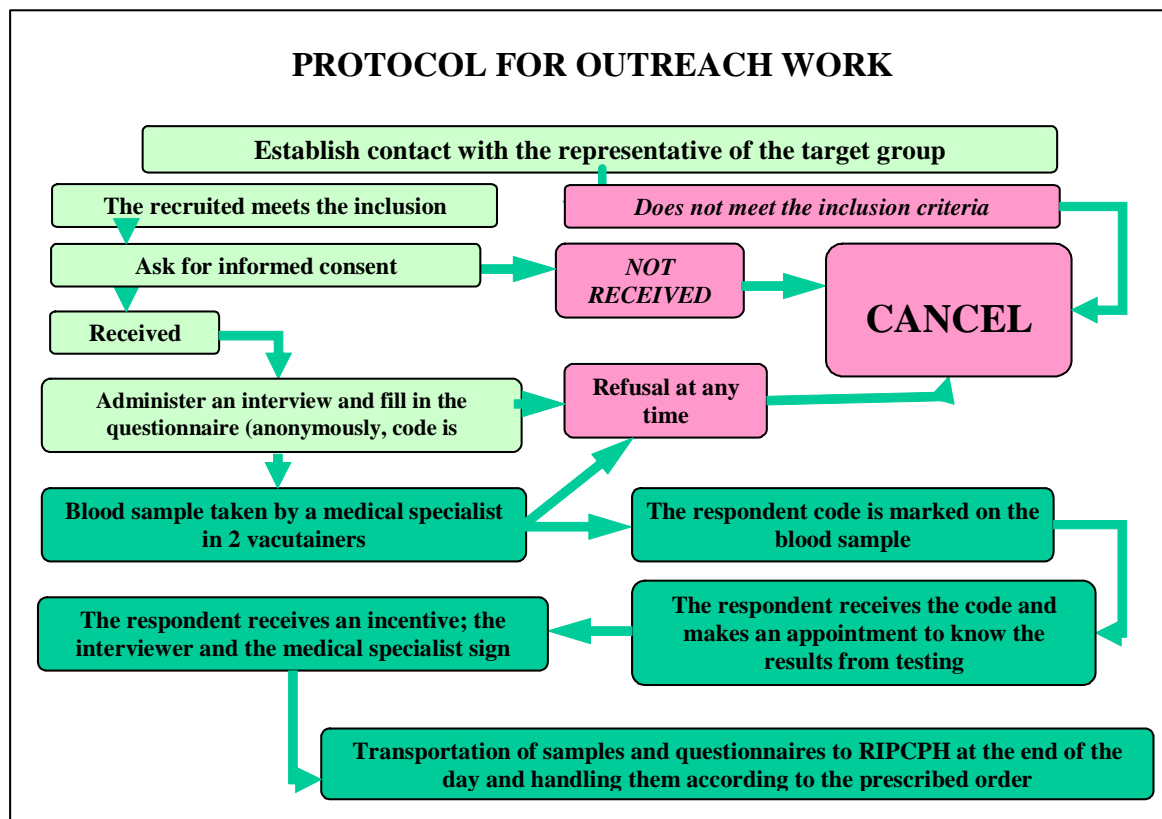 PROTOCOL FOR OUTREACH WORK
Establish contact with the representative of the target group
The recruited meets the inclusion
Does not meet the inclusion criteria
Ask for informed consent
NOT
RECEIVED
CANCEL
Received
Administer an interview and fill in the
questionnaire (anonymously, code is
Refusal at any
time
Blood sample taken by a medical specialist
in 2 vacutainers
The respondent code is marked on the
blood sample
The respondent receives the code and
makes an appointment to know the
results from testing
The respondent receives an incentive; the
interviewer and the medical specialist sign
Transportation of samples and questionnaires to RIPCPH at the end of the
day and handling them according to the prescribed order